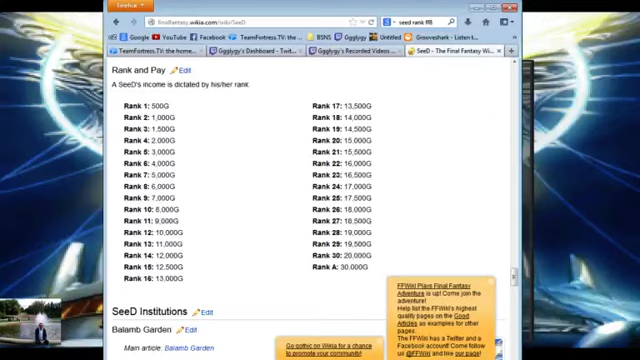 Firefox
TeamFortress.TV: the home...
Ggglygy's Dashboard - Twit...
Ggglygy's Recorded Videos ...
SeeD - The Final Fantasy Wi...
finalfantasy.wikia.com/wiki/SeeD
seed rank ff8
Google
YouTube
Facebook
TeamFortress.TV: the ...
BSNS
Ggglygy
Untitled
Grooveshark - Listen t...
Rank and Pay
Edit
A SeeD's income is dictated by his/her rank
Rank 1: 500G
Rank 2: 1,000G
Rank 3: 1,500G
Rank 4: 2,000G
Rank 5: 3,000G
Rank 6: 4,000G
Rank 7: 5,000G
Rank 8: 6,000G
Rank 9: 7,000G
Rank 10: 8,000G
Rank 11: 9,000G
Rank 12: 10,000G
Rank 13: 11,000G
Rank 14: 12,000G
Rank 15: 12,500G
Rank 16: 13,000G
Rank 17: 13,500G
Rank 18: 14,000G
Rank 19: 14,500G
Rank 20: 15,000G
Rank 21: 15,500G
Rank 22: 16,000G
Rank 23: 16,500G
Rank 24: 17,000G
Rank 25: 17,500G
Rank 26: 18,000G
Rank 27: 18,500G
Rank 28: 19,000G
Rank 29: 19,500G
Rank 30: 20,000G
Rank A: 30,000G
SeeD Institutions
Edit
Balamb Garden
Edit
Main article: Balamb Garden
Go gothic on Wikia for a chance
to promote your community!
FFWiki Plays Final Fantasy
Adventure is up! Come join the
adventure!
Help list the FFWiki's highest
quality pages on the Good
Articles as examples for other
pages.
The FFWiki has a Twitter and a
Facebook account! Come follow
us @FFWiki and like our page!